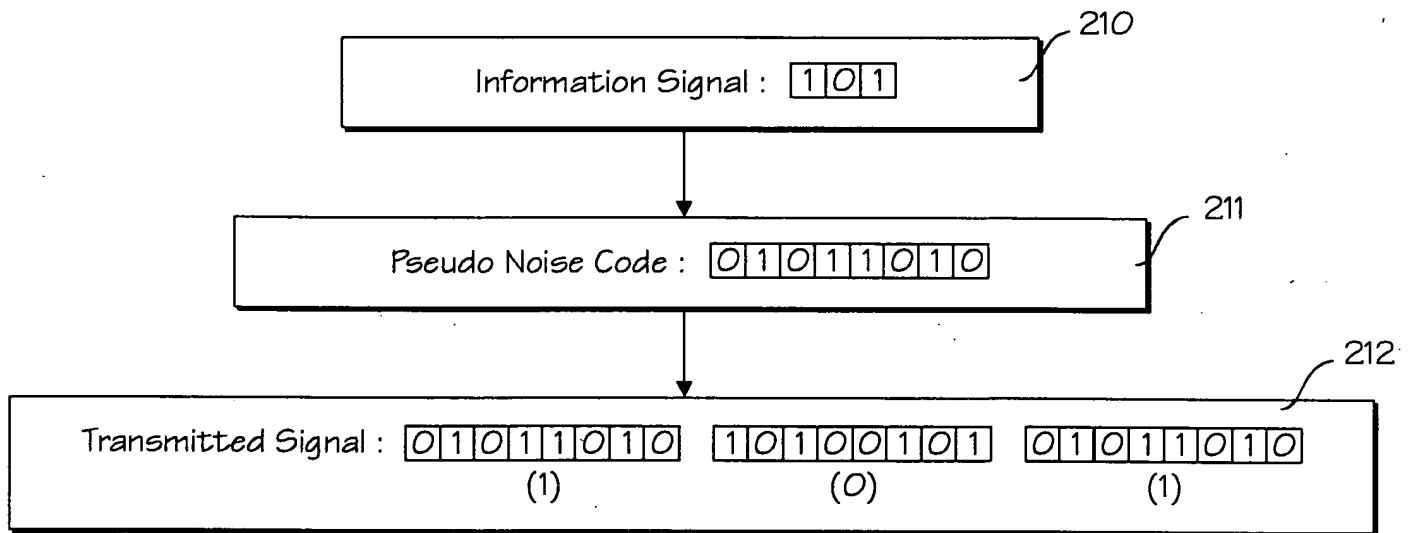 210
Information Signal : 1 0 1
211
Pseudo Noise Code : 0 1 0 1 1 0 1 0
212
Transmitted Signal : 0 1 0 1 1 0 1 0 1 0 1 0 0 1 0 1 0 1 0 1 1 0 1 0
(1) (0) (1)